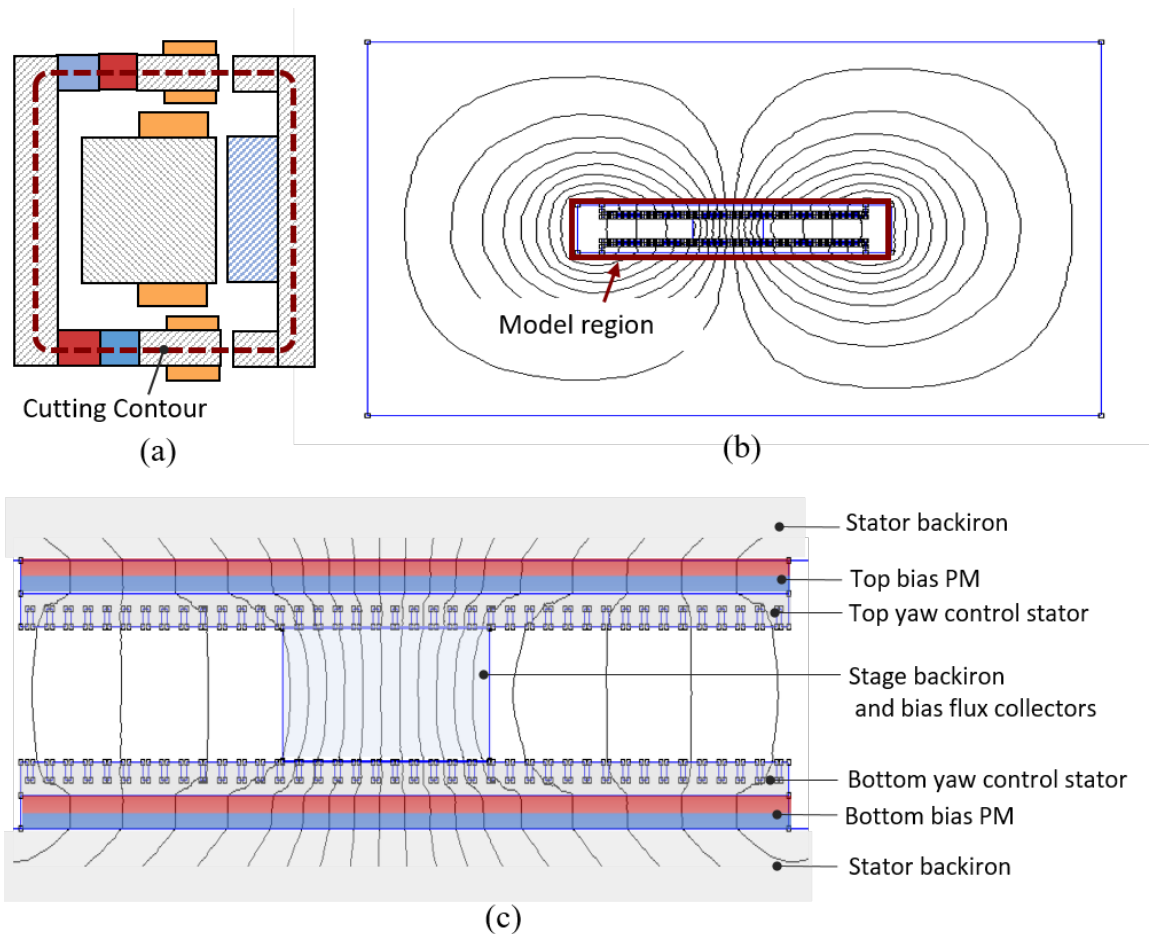 Cutting Contour
(a)
Model region
(b)
Stator backiron
Top bias PM
Top yaw control stator
Stage backiron
and bias flux collectors
Bottom yaw control stator
Bottom bias PM
Stator backiron
(c)